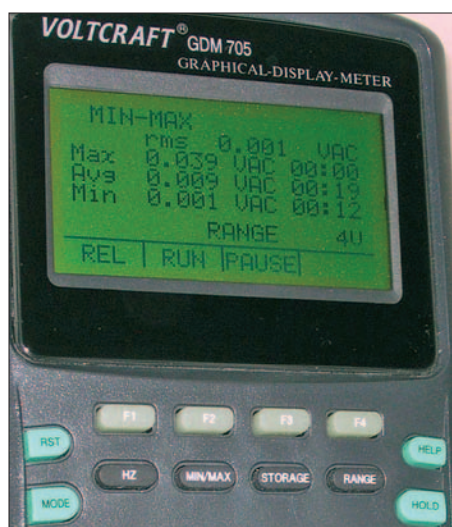 VOLTCRAFT® GDM 705
GRAPHICAL-DISPLAY-METER
MIN-MAX
rms 0.001 VAC
Max 0.039 VAC 00:00
Avg 0.009 VAC 00:19
Min 0.001 VAC 00:12
RANGE 4V
REL RUN PAUSE
F1 F2 F3 F4
RST HELP
HZ MIN/MAX STORAGE RANGE
MODE HOLD